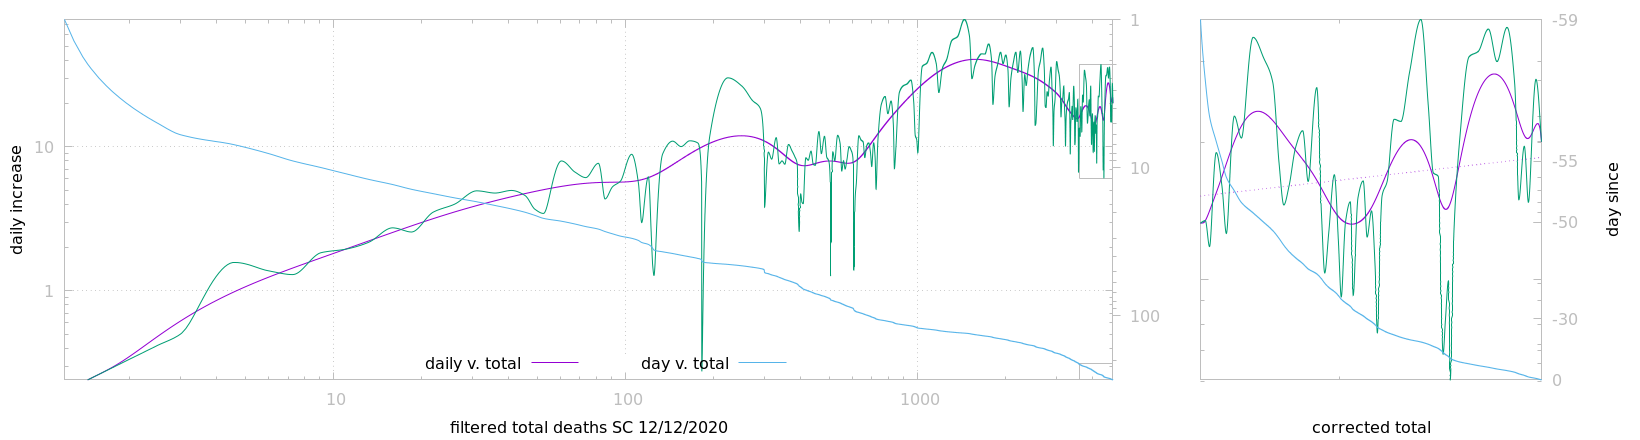 daily increase
10
1
10
100
1000
filtered total deaths SC 12/12/2020
daily v. total
day v. total
1
10
100
-59
-55
-50
-30
0
day since
corrected total